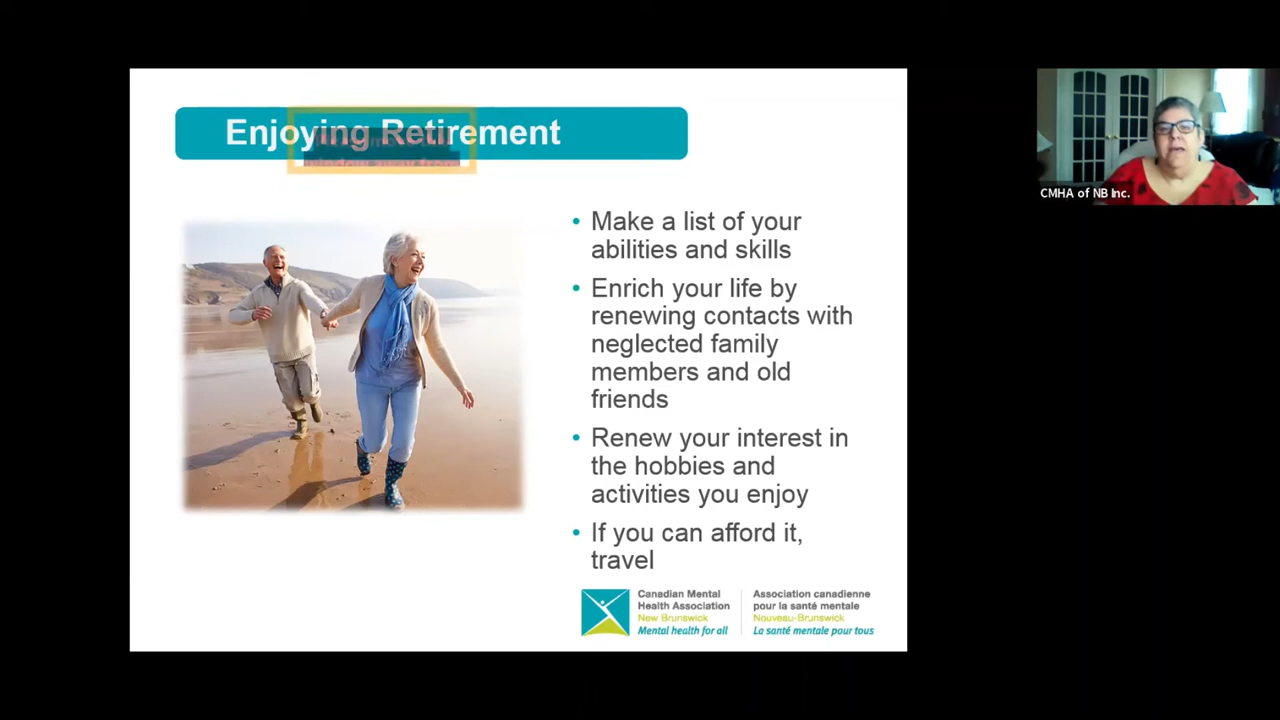 Enjoying Retirement
• Make a list of your
abilities and skills
• Enrich your life by
renewing contacts with
neglected family
members and old
friends
• Renew your interest in
the hobbies and
activities you enjoy
• If you can afford it,
travel
Canadian Mental
Health Association
New Brunswick
Mental health for all
Association canadienne
pour la santé mentale
Nouveau-Brunswick
La santé mentale pour tous
CMHA of NB Inc.